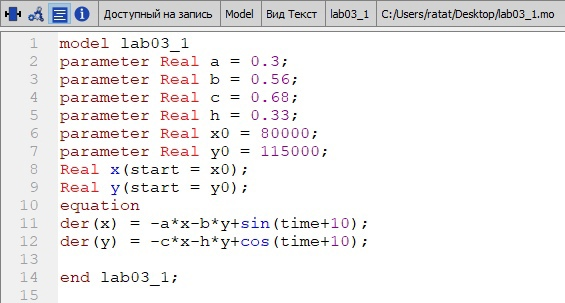 Доступный на запись Model Вид Текст lab03_1 C:/Users/ratat/Desktop/lab03_1.mo
1 model lab03_1
2 parameter Real a = 0.3;
3 parameter Real b = 0.56;
4 parameter Real c = 0.68;
5 parameter Real h = 0.33;
6 parameter Real x0 = 80000;
7 parameter Real y0 = 115000;
8 Real x(start = x0);
9 Real y(start = y0);
10 equation
11 der(x) = -a*x-b*y+sin(time+10);
12 der(y) = -c*x-h*y+cos(time+10);
13
14 end lab03_1;
15